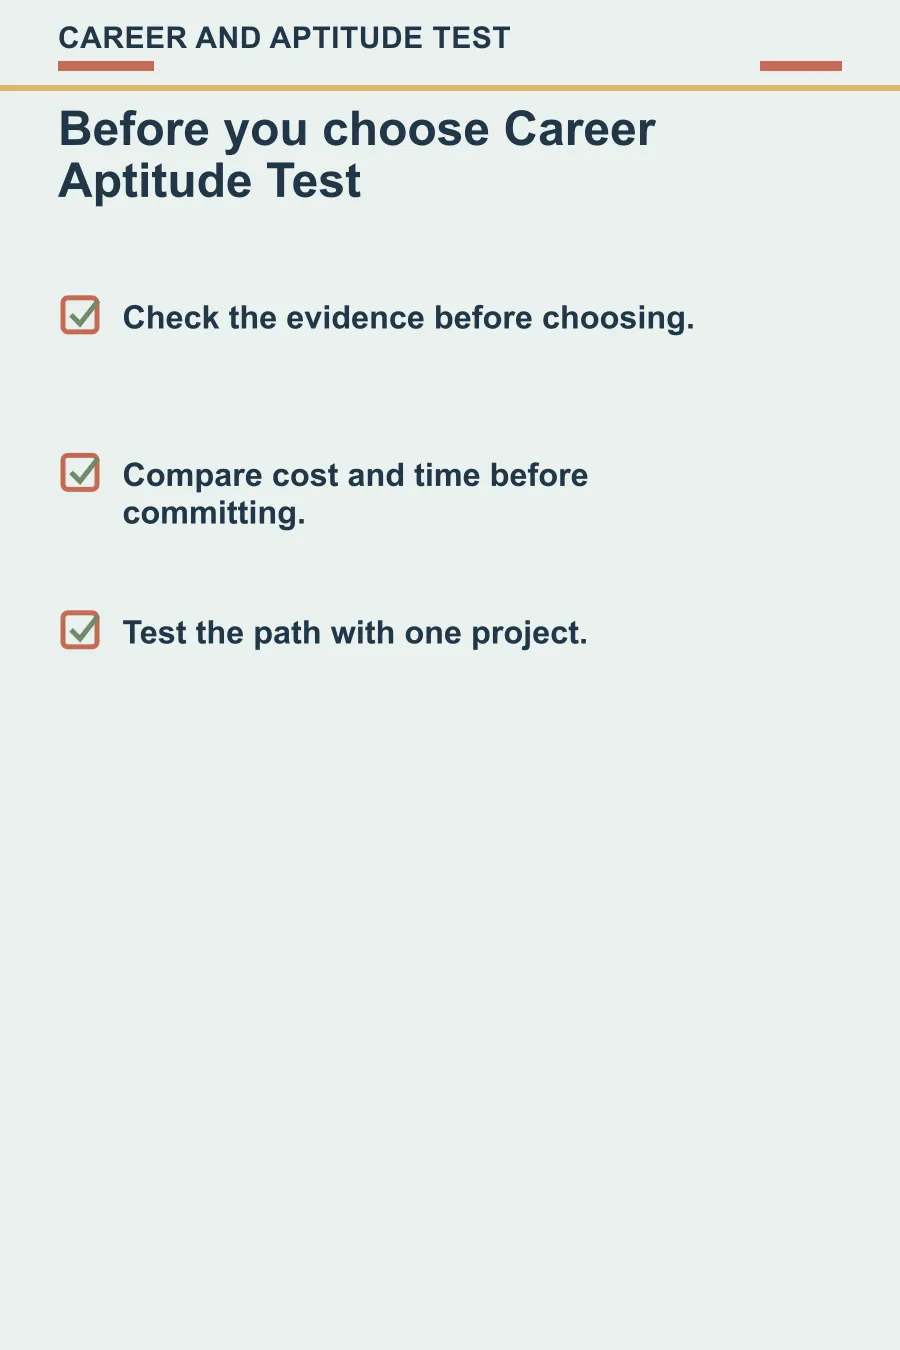 CAREER AND APTITUDE TEST
Before you choose Career
Aptitude Test
Check the evidence before choosing.
Compare cost and time before
committing.
Test the path with one project.